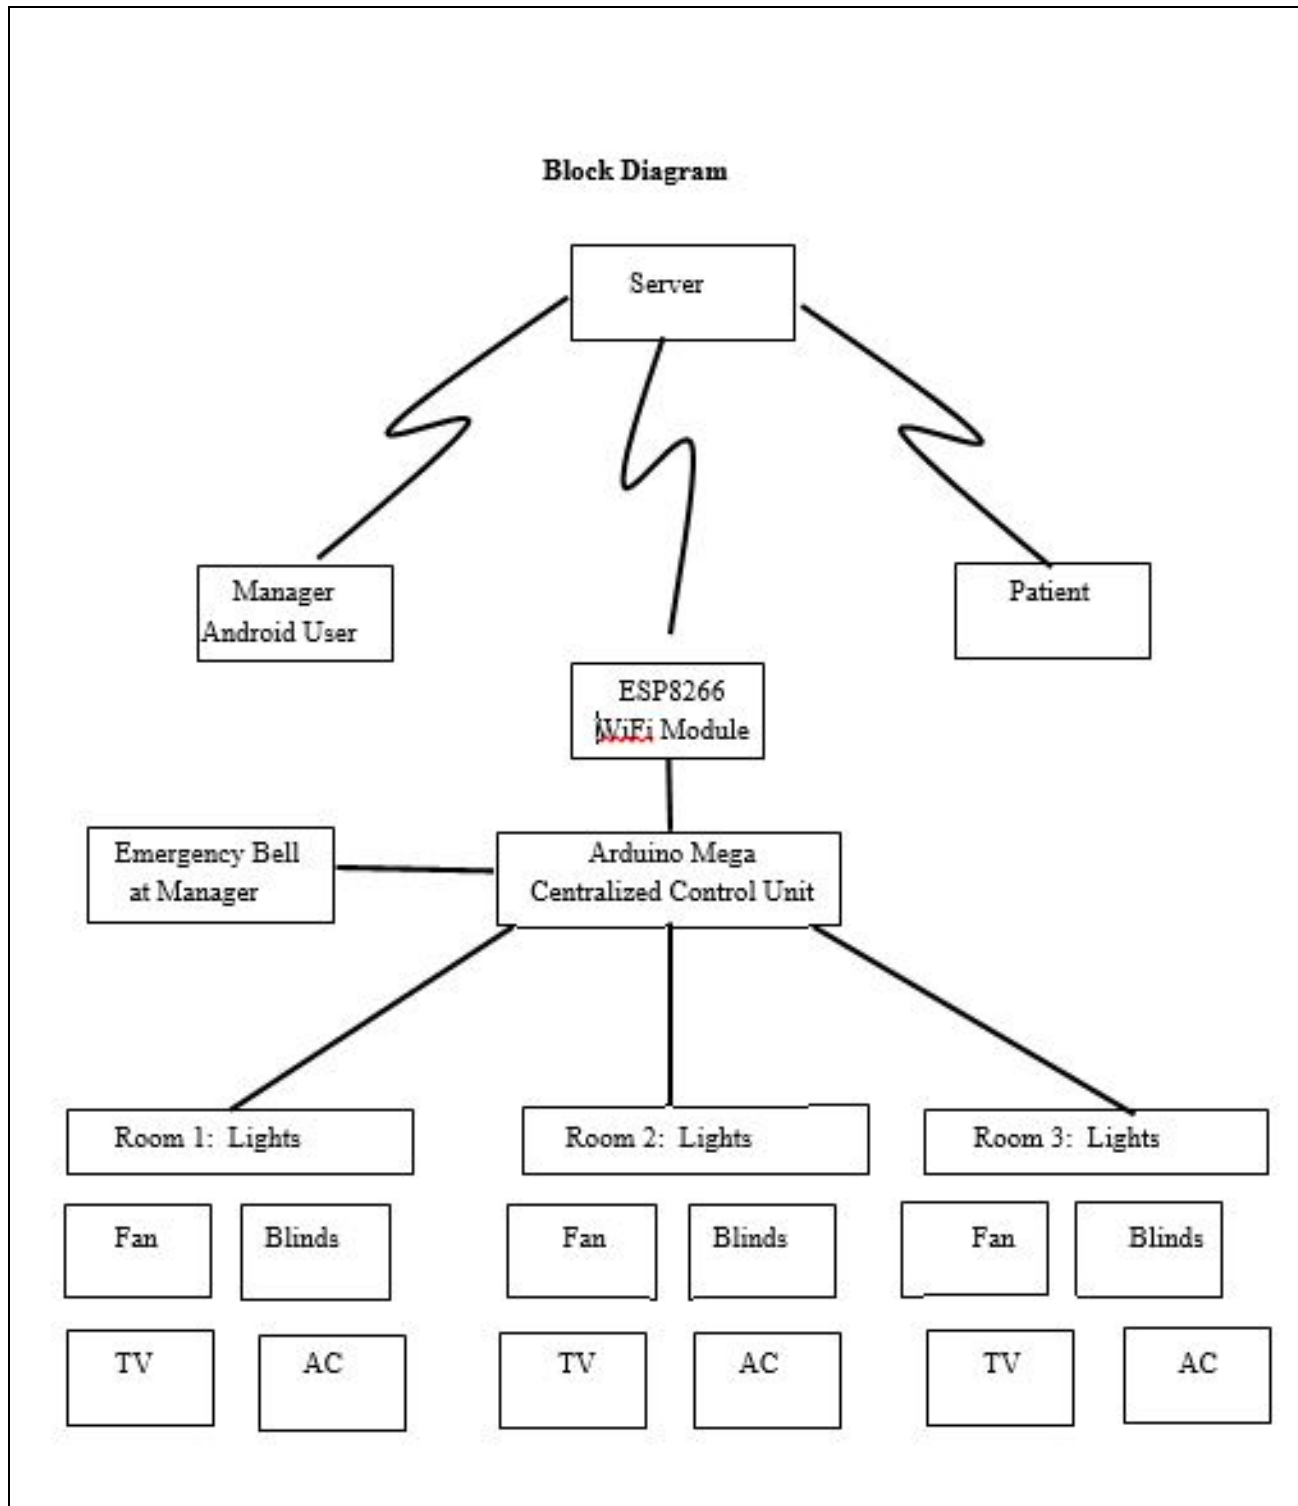 Block Diagram
Server
Manager
Android User
Patient
ESP8266
WiFi Module
Emergency Bell
at Manager
Arduino Mega
Centralized Control Unit
Room 1:  Lights
Room 2:  Lights
Room 3:  Lights
Fan
Blinds
Fan
Blinds
Fan
Blinds
TV
AC
TV
AC
TV
AC